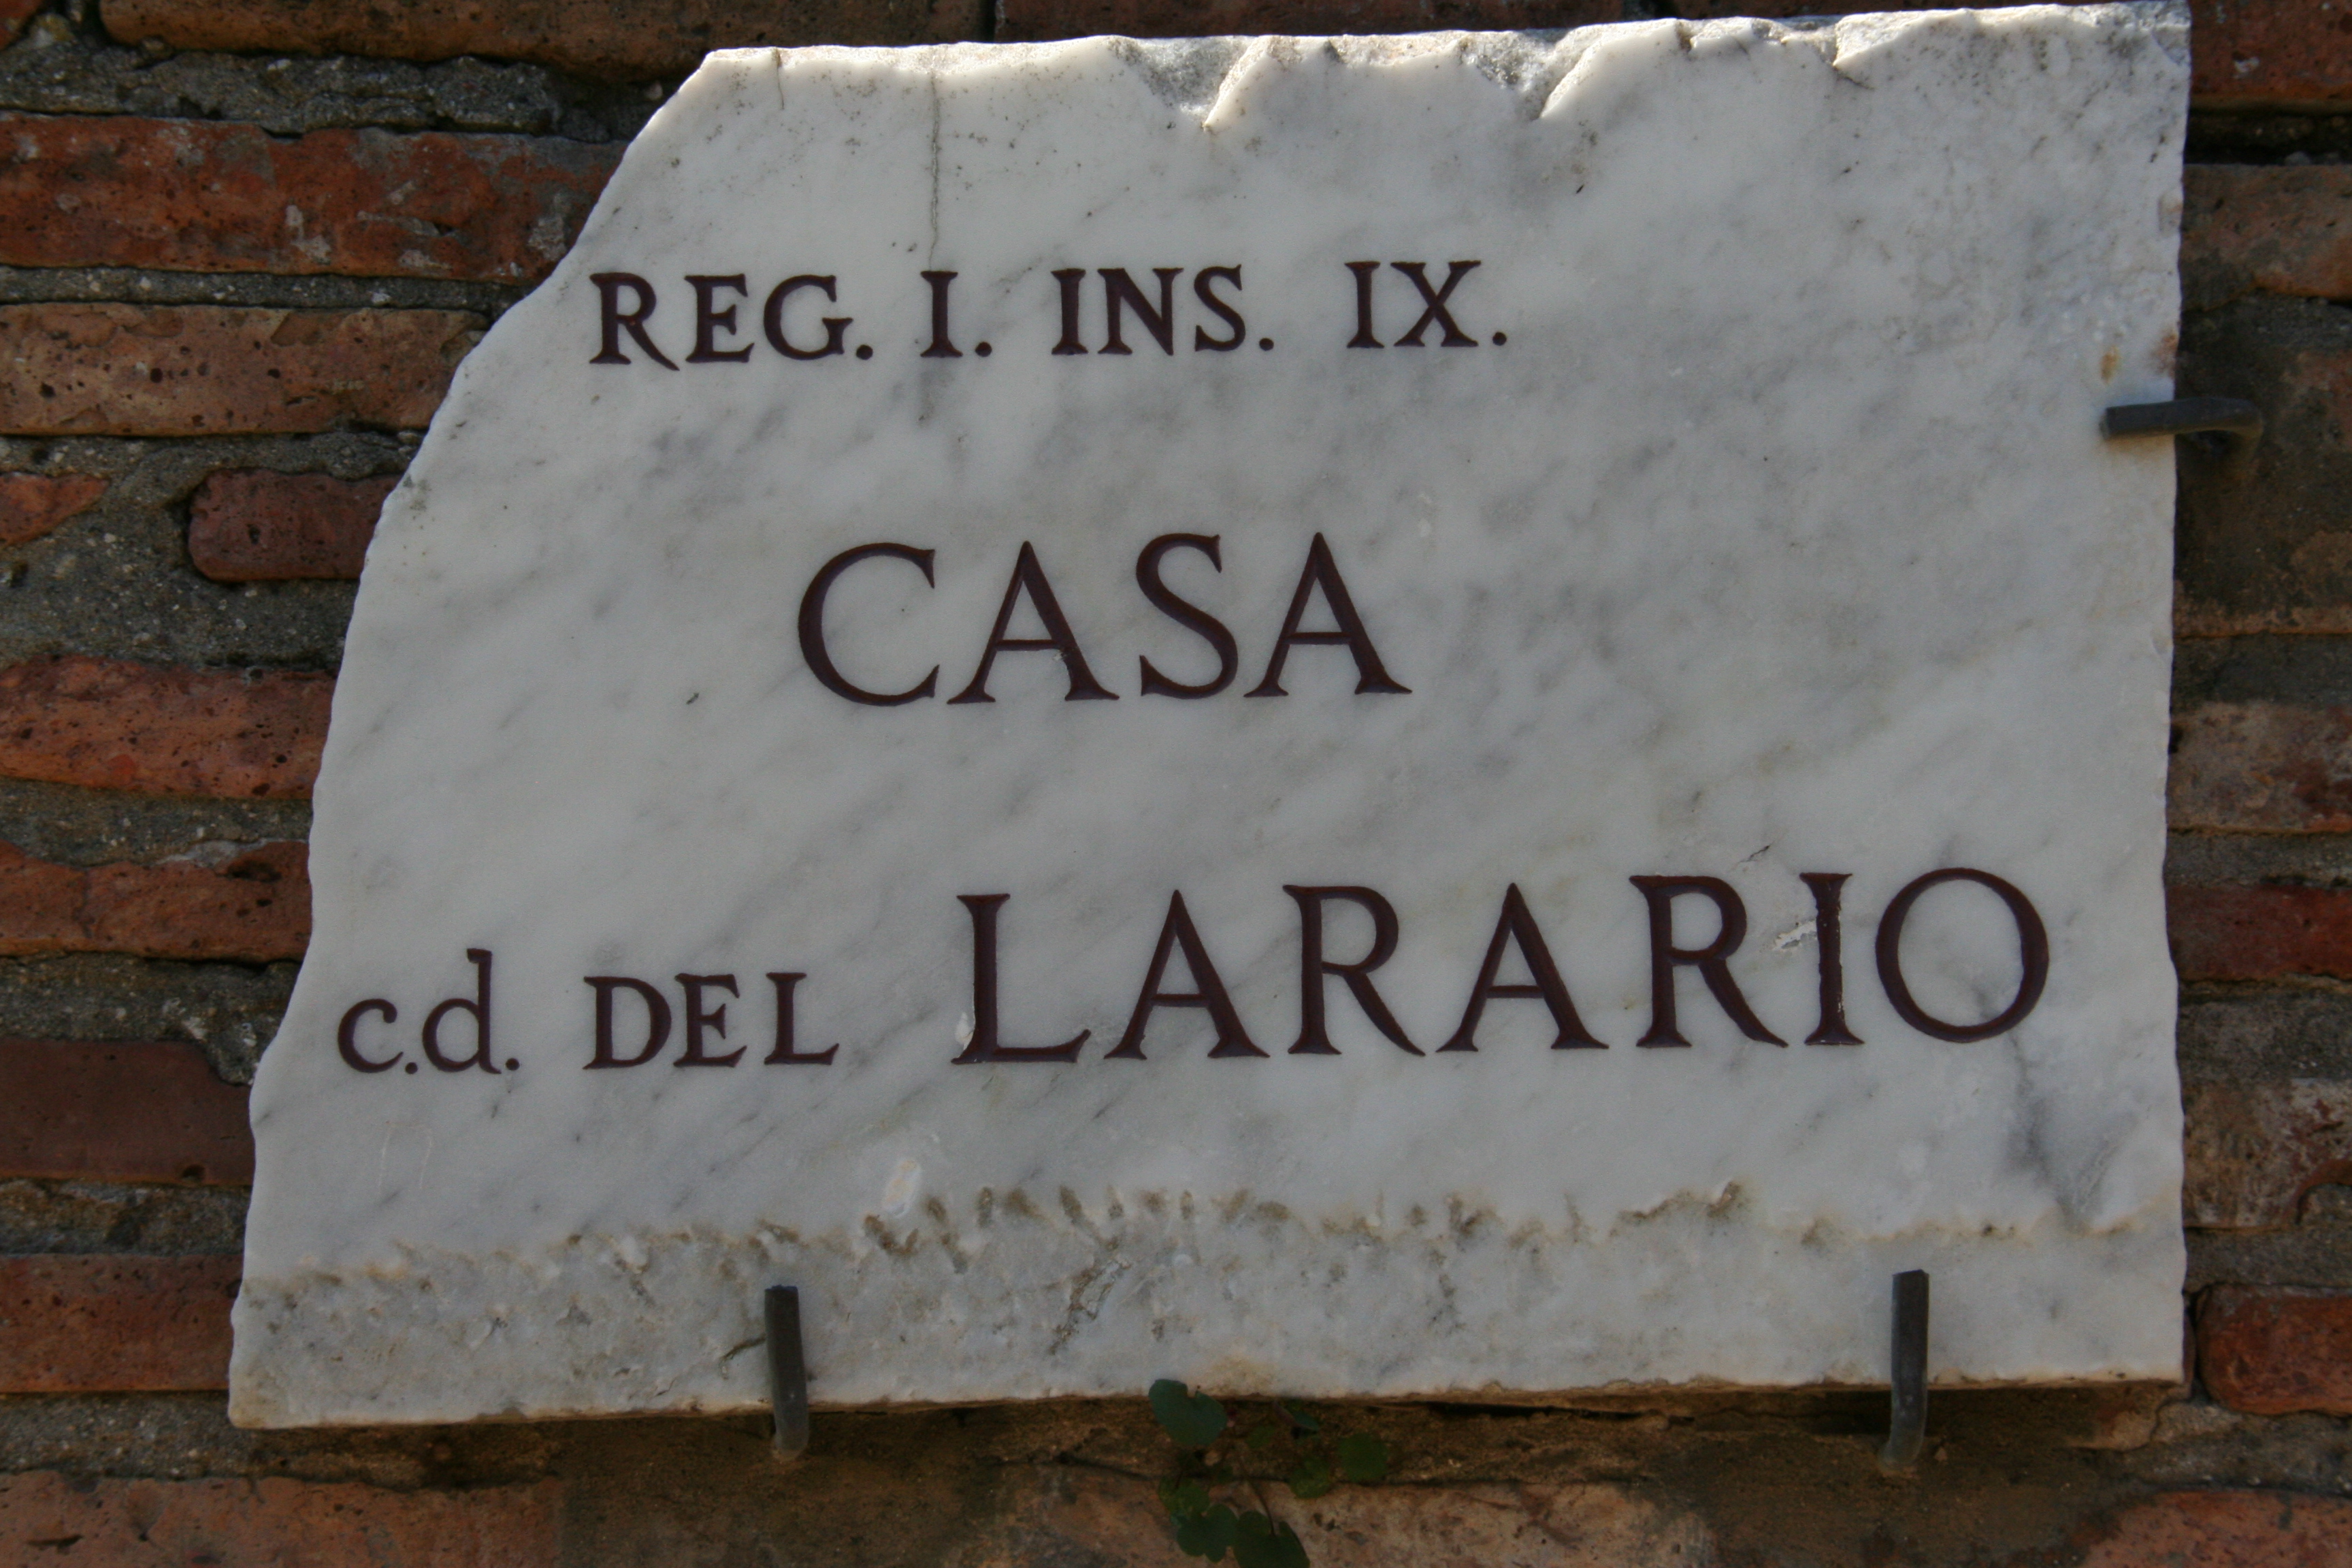 REG. I. INS. IX.
CASA
c.d. DEL LARARIO